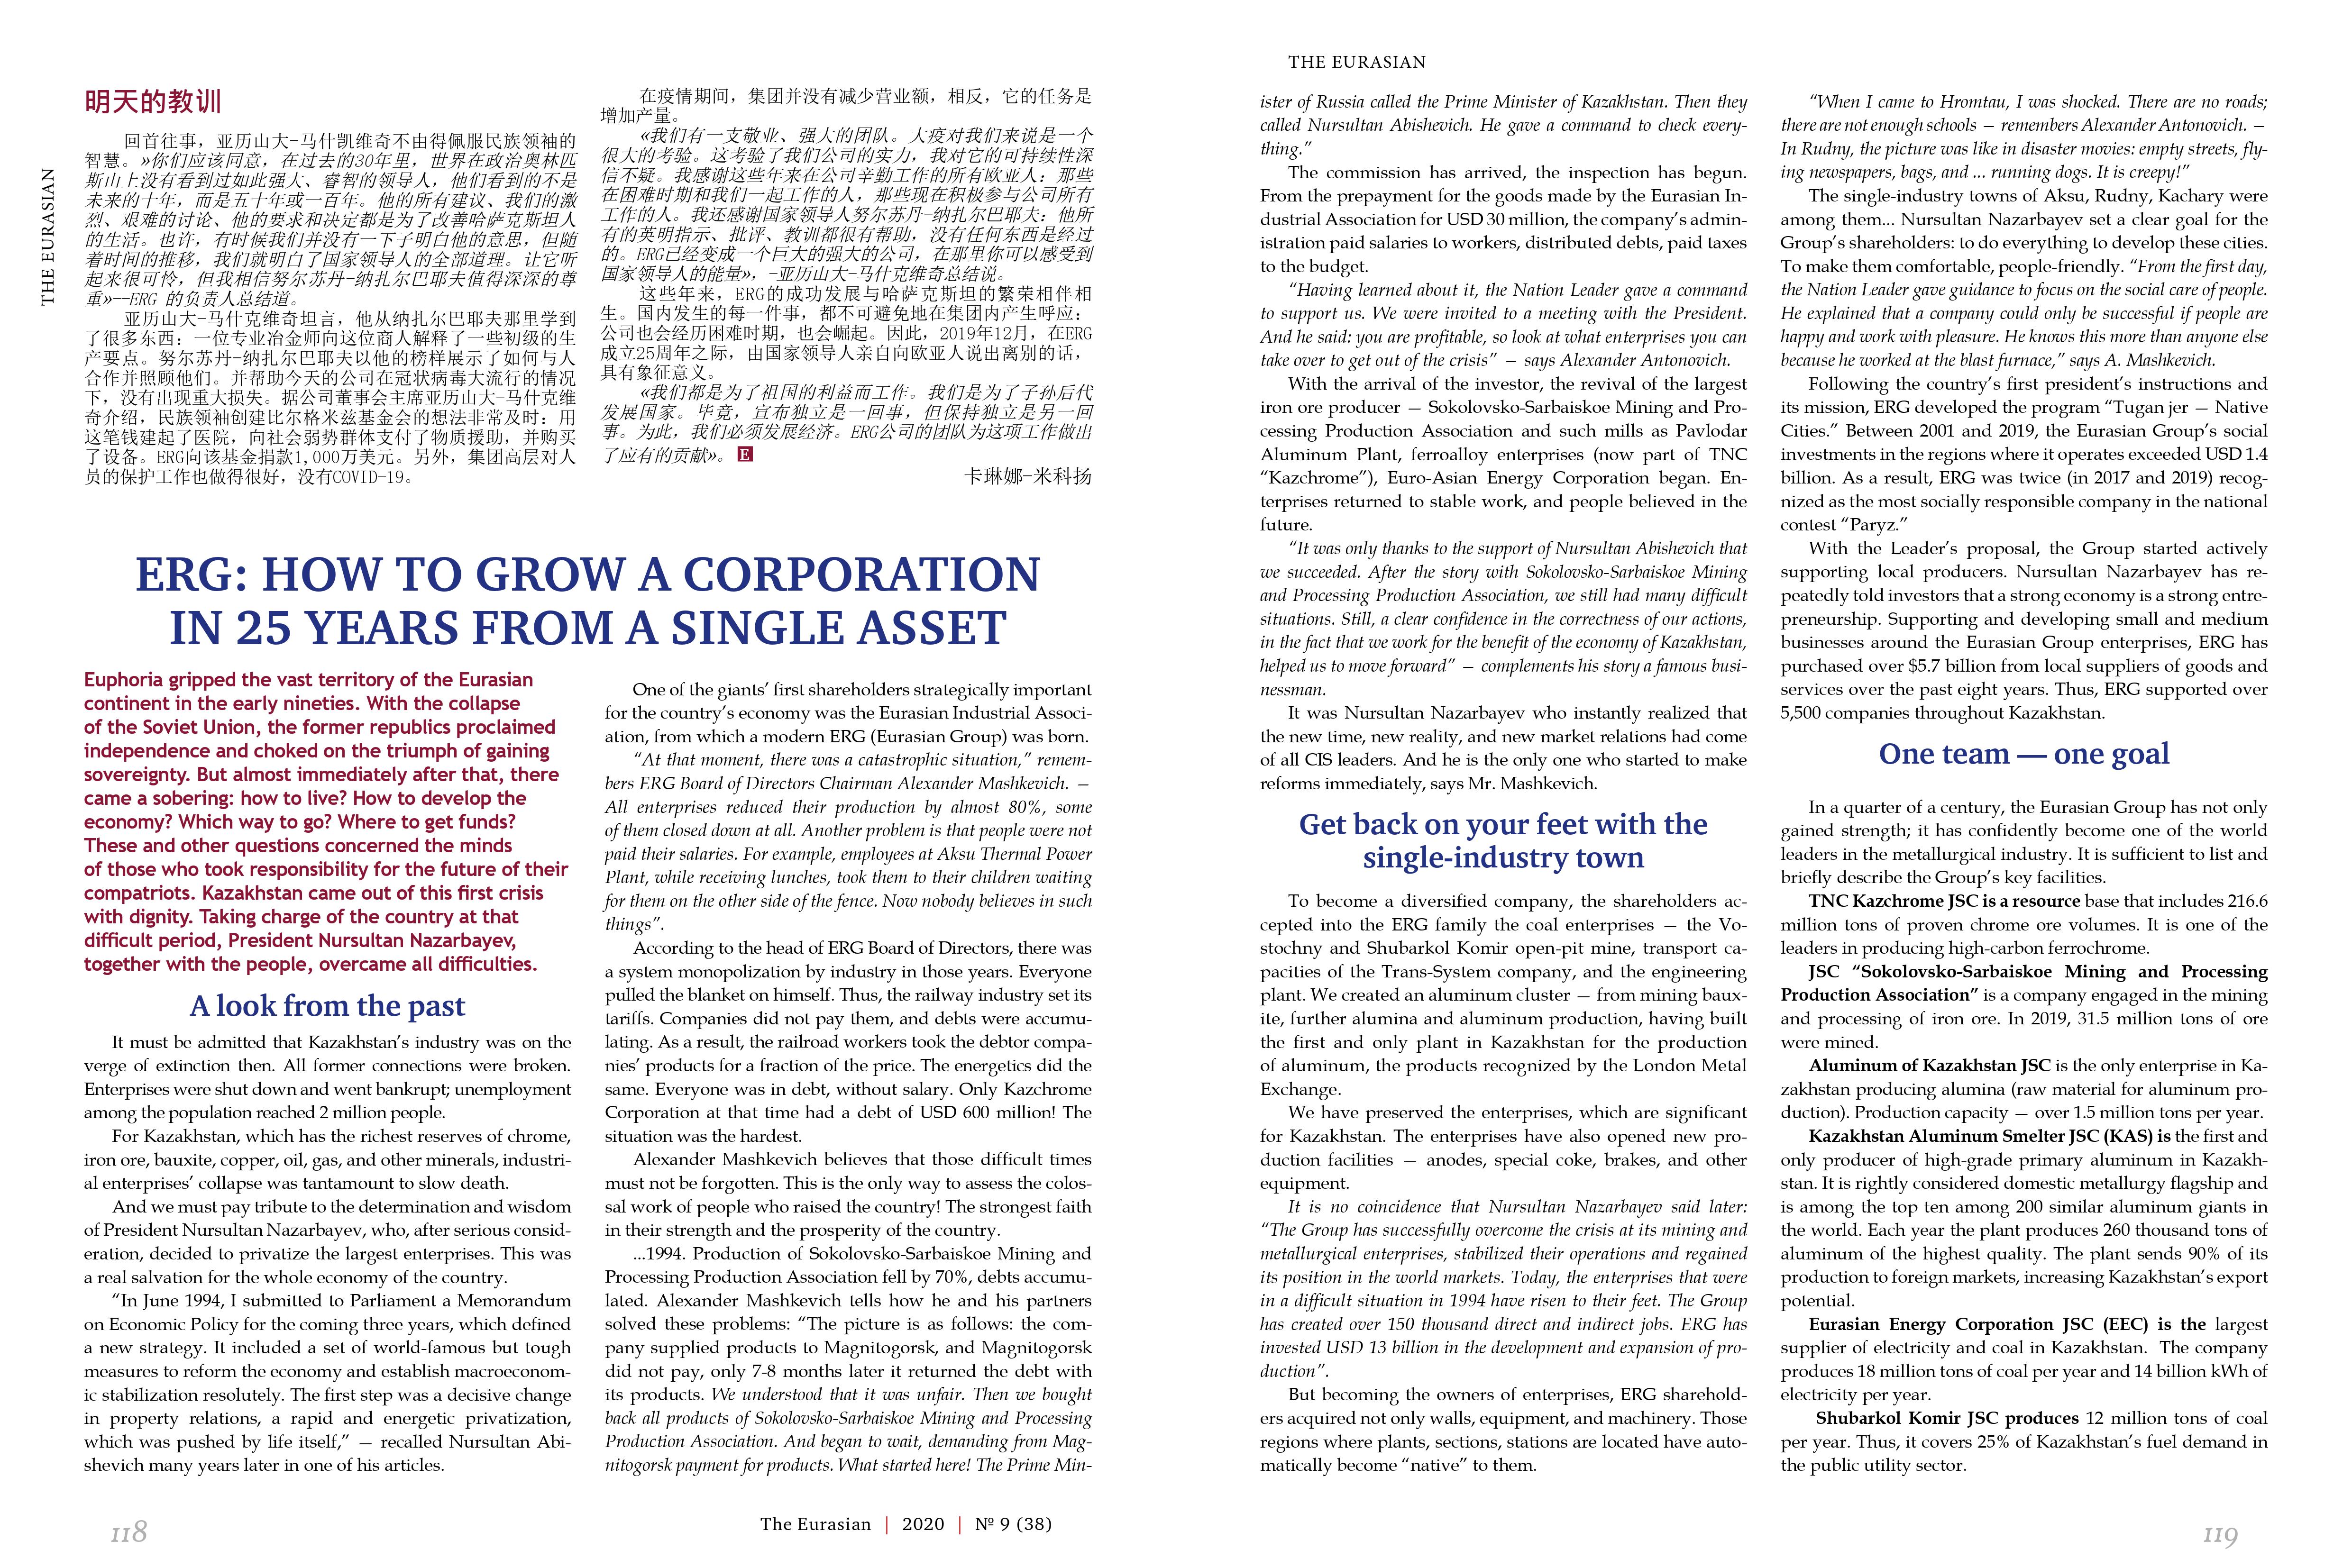 THE EURASIAN
明天的教训
回首往事，亚历山大-马什凯维奇不由得佩服民族领袖的
智慧。»你们应该同意，在过去的30年里，世界在政治奥林匹
斯山上没有看到过如此强大、睿智的领导人，他们看到的不是
未来的十年，而是五十年或一百年。他的所有建议、我们的激
烈、艰难的讨论、他的要求和决定都是为了改善哈萨克斯坦人
的生活。也许，有时候我们并没有一下子明白他的意思，但随
着时间的推移，我们就明白了国家领导人的全部道理。让它听
起来很可怜，但我相信努尔苏丹-纳扎尔巴耶夫值得深深的尊
重»—ERG 的负责人总结道。
亚历山大-马什克维奇坦言，他从纳扎尔巴耶夫那里学到
了很多东西：一位专业冶金师向这位商人解释了一些初级的生
产要点。努尔苏丹-纳扎尔巴耶夫以他的榜样展示了如何与人
合作并照顾他们。并帮助今天的公司在冠状病毒大流行的情况
下，没有出现重大损失。据公司董事会主席亚历山大-马什克维
奇介绍，民族领袖创建比尔格米兹基金会的想法非常及时：用
这笔钱建起了医院，向社会弱势群体支付了物质援助，并购买
了设备。ERG向该基金捐款1,000万美元。另外，集团高层对人
员的保护工作也做得很好，没有COVID-19。
在疫情期间，集团并没有减少营业额，相反，它的任务是
增加产量。
«我们有一支敬业、强大的团队。大疫对我们来说是一个
很大的考验。这考验了我们公司的实力，我对它的可持续性深
信不疑。我感谢这些年来在公司辛勤工作的所有欧亚人：那些
在困难时期和我们一起工作的人，那些现在积极参与公司所有
工作的人。我还感谢国家领导人努尔苏丹-纳扎尔巴耶夫：他所
有的英明指示、批评、教训都很有帮助，没有任何东西是经过
的。ERG已经变成一个巨大的强大的公司，在那里你可以感受到
国家领导人的能量»，-亚历山大-马什克维奇总结说。
这些年来，ERG的成功发展与哈萨克斯坦的繁荣相伴相
生。国内发生的每一件事，都不可避免地在集团内产生呼应：
公司也会经历困难时期，也会崛起。因此，2019年12月，在ERG
成立25周年之际，由国家领导人亲自向欧亚人说出离别的话，
具有象征意义。
«我们都是为了祖国的利益而工作。我们是为了子孙后代
发展国家。毕竟，宣布独立是一回事，但保持独立是另一回
事。为此，我们必须发展经济。ERG公司的团队为这项工作做出
了应有的贡献»。 E
卡琳娜-米科扬
ERG: HOW TO GROW A CORPORATION
IN 25 YEARS FROM A SINGLE ASSET
Euphoria gripped the vast territory of the Eurasian
continent in the early nineties. With the collapse
of the Soviet Union, the former republics proclaimed
independence and choked on the triumph of gaining
sovereignty. But almost immediately after that, there
came a sobering: how to live? How to develop the
economy? Which way to go? Where to get funds?
These and other questions concerned the minds
of those who took responsibility for the future of their
compatriots. Kazakhstan came out of this first crisis
with dignity. Taking charge of the country at that
difficult period, President Nursultan Nazarbayev,
together with the people, overcame all difficulties.
A look from the past
It must be admitted that Kazakhstan's industry was on the
verge of extinction then. All former connections were broken.
Enterprises were shut down and went bankrupt; unemployment
among the population reached 2 million people.
For Kazakhstan, which has the richest reserves of chrome,
iron ore, bauxite, copper, oil, gas, and other minerals, industri-
al enterprises' collapse was tantamount to slow death.
And we must pay tribute to the determination and wisdom
of President Nursultan Nazarbayev, who, after serious consid-
eration, decided to privatize the largest enterprises. This was
a real salvation for the whole economy of the country.
“In June 1994, I submitted to Parliament a Memorandum
on Economic Policy for the coming three years, which defined
a new strategy. It included a set of world-famous but tough
measures to reform the economy and establish macroeconom-
ic stabilization resolutely. The first step was a decisive change
in property relations, a rapid and energetic privatization,
which was pushed by life itself,” — recalled Nursultan Abi-
shevich many years later in one of his articles.
One of the giants' first shareholders strategically important
for the country's economy was the Eurasian Industrial Associ-
ation, from which a modern ERG (Eurasian Group) was born.
“At that moment, there was a catastrophic situation,” remem-
bers ERG Board of Directors Chairman Alexander Mashkevich. —
All enterprises reduced their production by almost 80%, some
of them closed down at all. Another problem is that people were not
paid their salaries. For example, employees at Aksu Thermal Power
Plant, while receiving lunches, took them to their children waiting
for them on the other side of the fence. Now nobody believes in such
things”.
According to the head of ERG Board of Directors, there was
a system monopolization by industry in those years. Everyone
pulled the blanket on himself. Thus, the railway industry set its
tariffs. Companies did not pay them, and debts were accumu-
lating. As a result, the railroad workers took the debtor compa-
nies' products for a fraction of the price. The energetics did the
same. Everyone was in debt, without salary. Only Kazchrome
Corporation at that time had a debt of USD 600 million! The
situation was the hardest.
Alexander Mashkevich believes that those difficult times
must not be forgotten. This is the only way to assess the colos-
sal work of people who raised the country! The strongest faith
in their strength and the prosperity of the country.
...1994. Production of Sokolovsko-Sarbaiskoe Mining and
Processing Production Association fell by 70%, debts accumu-
lated. Alexander Mashkevich tells how he and his partners
solved these problems: “The picture is as follows: the com-
pany supplied products to Magnitogorsk, and Magnitogorsk
did not pay, only 7-8 months later it returned the debt with
its products. We understood that it was unfair. Then we bought
back all products of Sokolovsko-Sarbaiskoe Mining and Processing
Production Association. And began to wait, demanding from Mag-
nitogorsk payment for products. What started here! The Prime Min-
118
The Eurasian | 2020 | № 9 (38)
THE EURASIAN
ister of Russia called the Prime Minister of Kazakhstan. Then they
called Nursultan Abishevich. He gave a command to check every-
thing.”
The commission has arrived, the inspection has begun.
From the prepayment for the goods made by the Eurasian In-
dustrial Association for USD 30 million, the company's admin-
istration paid salaries to workers, distributed debts, paid taxes
to the budget.
“Having learned about it, the Nation Leader gave a command
to support us. We were invited to a meeting with the President.
And he said: you are profitable, so look at what enterprises you can
take over to get out of the crisis” — says Alexander Antonovich.
With the arrival of the investor, the revival of the largest
iron ore producer — Sokolovsko-Sarbaiskoe Mining and Pro-
cessing Production Association and such mills as Pavlodar
Aluminum Plant, ferroalloy enterprises (now part of TNC
“Kazchrome”), Euro-Asian Energy Corporation began. En-
terprises returned to stable work, and people believed in the
future.
“It was only thanks to the support of Nursultan Abishevich that
we succeeded. After the story with Sokolovsko-Sarbaiskoe Mining
and Processing Production Association, we still had many difficult
situations. Still, a clear confidence in the correctness of our actions,
in the fact that we work for the benefit of the economy of Kazakhstan,
helped us to move forward” — complements his story a famous busi-
nessman.
It was Nursultan Nazarbayev who instantly realized that
the new time, new reality, and new market relations had come
of all CIS leaders. And he is the only one who started to make
reforms immediately, says Mr. Mashkevich.
Get back on your feet with the
single-industry town
To become a diversified company, the shareholders ac-
cepted into the ERG family the coal enterprises — the Vo-
stochny and Shubarkol Komir open-pit mine, transport ca-
pacities of the Trans-System company, and the engineering
plant. We created an aluminum cluster — from mining baux-
ite, further alumina and aluminum production, having built
the first and only plant in Kazakhstan for the production
of aluminum, the products recognized by the London Metal
Exchange.
We have preserved the enterprises, which are significant
for Kazakhstan. The enterprises have also opened new pro-
duction facilities — anodes, special coke, brakes, and other
equipment.
It is no coincidence that Nursultan Nazarbayev said later:
“The Group has successfully overcome the crisis at its mining and
metallurgical enterprises, stabilized their operations and regained
its position in the world markets. Today, the enterprises that were
in a difficult situation in 1994 have risen to their feet. The Group
has created over 150 thousand direct and indirect jobs. ERG has
invested USD 13 billion in the development and expansion of pro-
duction”.
But becoming the owners of enterprises, ERG sharehold-
ers acquired not only walls, equipment, and machinery. Those
regions where plants, sections, stations are located have auto-
matically become “native” to them.
“When I came to Hromtau, I was shocked. There are no roads;
there are not enough schools — remembers Alexander Antonovich. —
In Rudny, the picture was like in disaster movies: empty streets, fly-
ing newspapers, bags, and ... running dogs. It is creepy!”
The single-industry towns of Aksu, Rudny, Kachary were
among them... Nursultan Nazarbayev set a clear goal for the
Group's shareholders: to do everything to develop these cities.
To make them comfortable, people-friendly. “From the first day,
the Nation Leader gave guidance to focus on the social care of people.
He explained that a company could only be successful if people are
happy and work with pleasure. He knows this more than anyone else
because he worked at the blast furnace,” says A. Mashkevich.
Following the country's first president's instructions and
its mission, ERG developed the program “Tugan jer — Native
Cities.” Between 2001 and 2019, the Eurasian Group's social
investments in the regions where it operates exceeded USD 1.4
billion. As a result, ERG was twice (in 2017 and 2019) recog-
nized as the most socially responsible company in the national
contest “Paryz.”
With the Leader's proposal, the Group started actively
supporting local producers. Nursultan Nazarbayev has re-
peatedly told investors that a strong economy is a strong entre-
preneurship. Supporting and developing small and medium
businesses around the Eurasian Group enterprises, ERG has
purchased over $5.7 billion from local suppliers of goods and
services over the past eight years. Thus, ERG supported over
5,500 companies throughout Kazakhstan.
One team — one goal
In a quarter of a century, the Eurasian Group has not only
gained strength; it has confidently become one of the world
leaders in the metallurgical industry. It is sufficient to list and
briefly describe the Group's key facilities.
TNC Kazchrome JSC is a resource base that includes 216.6
million tons of proven chrome ore volumes. It is one of the
leaders in producing high-carbon ferrochrome.
JSC “Sokolovsko-Sarbaiskoe Mining and Processing
Production Association” is a company engaged in the mining
and processing of iron ore. In 2019, 31.5 million tons of ore
were mined.
Aluminum of Kazakhstan JSC is the only enterprise in Ka-
zakhstan producing alumina (raw material for aluminum pro-
duction). Production capacity — over 1.5 million tons per year.
Kazakhstan Aluminum Smelter JSC (KAS) is the first and
only producer of high-grade primary aluminum in Kazakh-
stan. It is rightly considered domestic metallurgy flagship and
is among the top ten among 200 similar aluminum giants in
the world. Each year the plant produces 260 thousand tons of
aluminum of the highest quality. The plant sends 90% of its
production to foreign markets, increasing Kazakhstan's export
potential.
Eurasian Energy Corporation JSC (EEC) is the largest
supplier of electricity and coal in Kazakhstan. The company
produces 18 million tons of coal per year and 14 billion kWh of
electricity per year.
Shubarkol Komir JSC produces 12 million tons of coal
per year. Thus, it covers 25% of Kazakhstan's fuel demand in
the public utility sector.
119